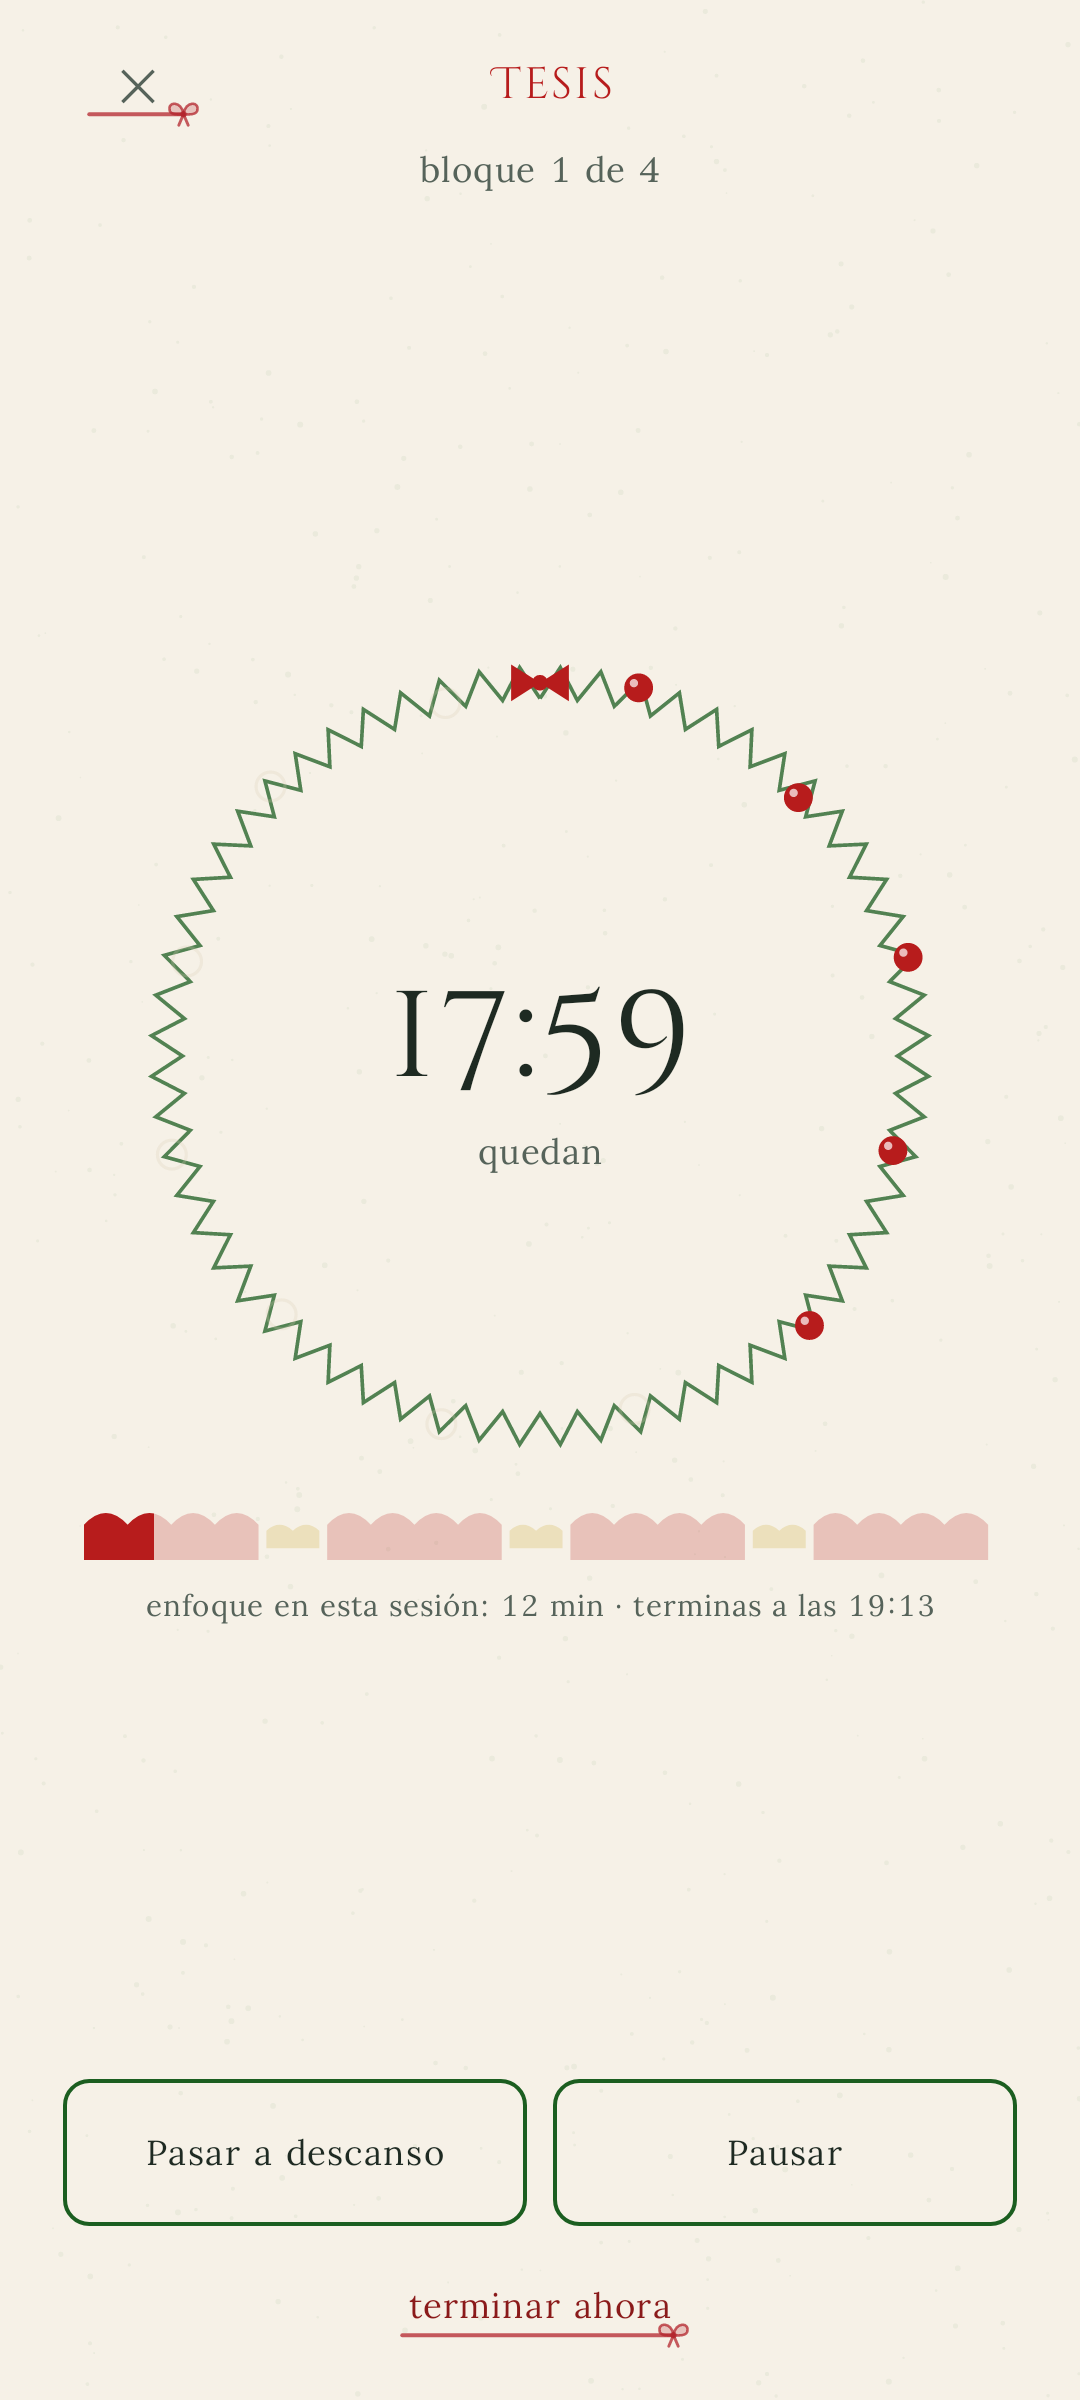 TESIS
bloque 1 de 4
17:59
quedan
enfoque en esta sesión: 12 min · terminas a las 19:13
Pasar a descanso
Pausar
terminar ahora